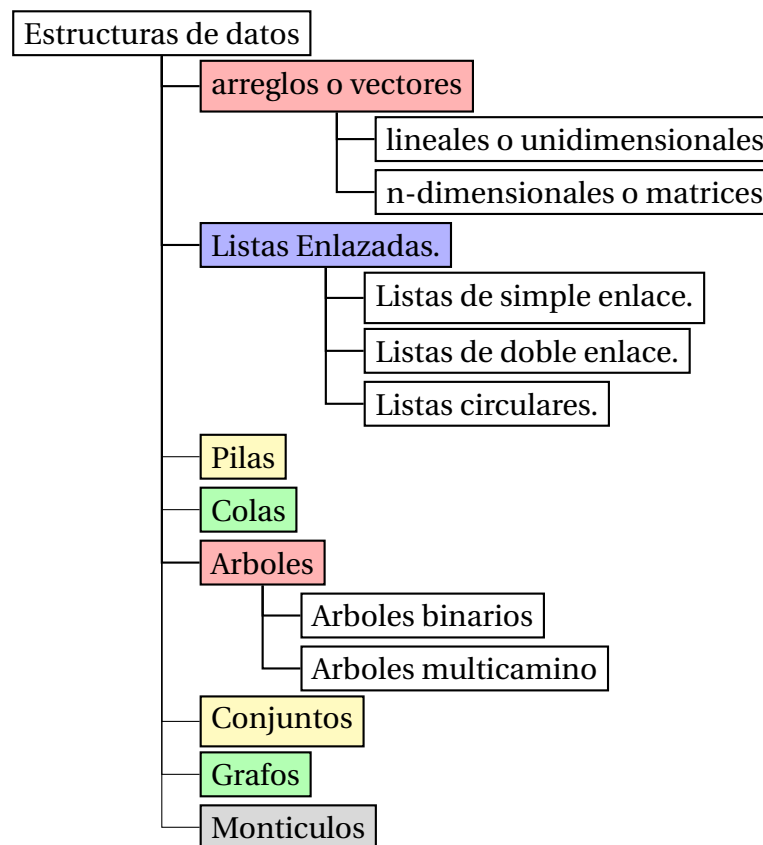 Estructuras de datos
arreglos o vectores
lineales o unidimensionales
n-dimensionales o matrices
Listas Enlazadas.
Listas de simple enlace.
Listas de doble enlace.
Listas circulares.
Pilas
Colas
Arboles
Arboles binarios
Arboles multicamino
Conjuntos
Grafos
Monticulos